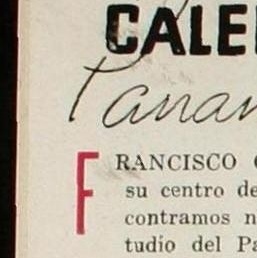 CALE
Panam
FRANCISCO
su centro de
contramos n
tudio del Pa